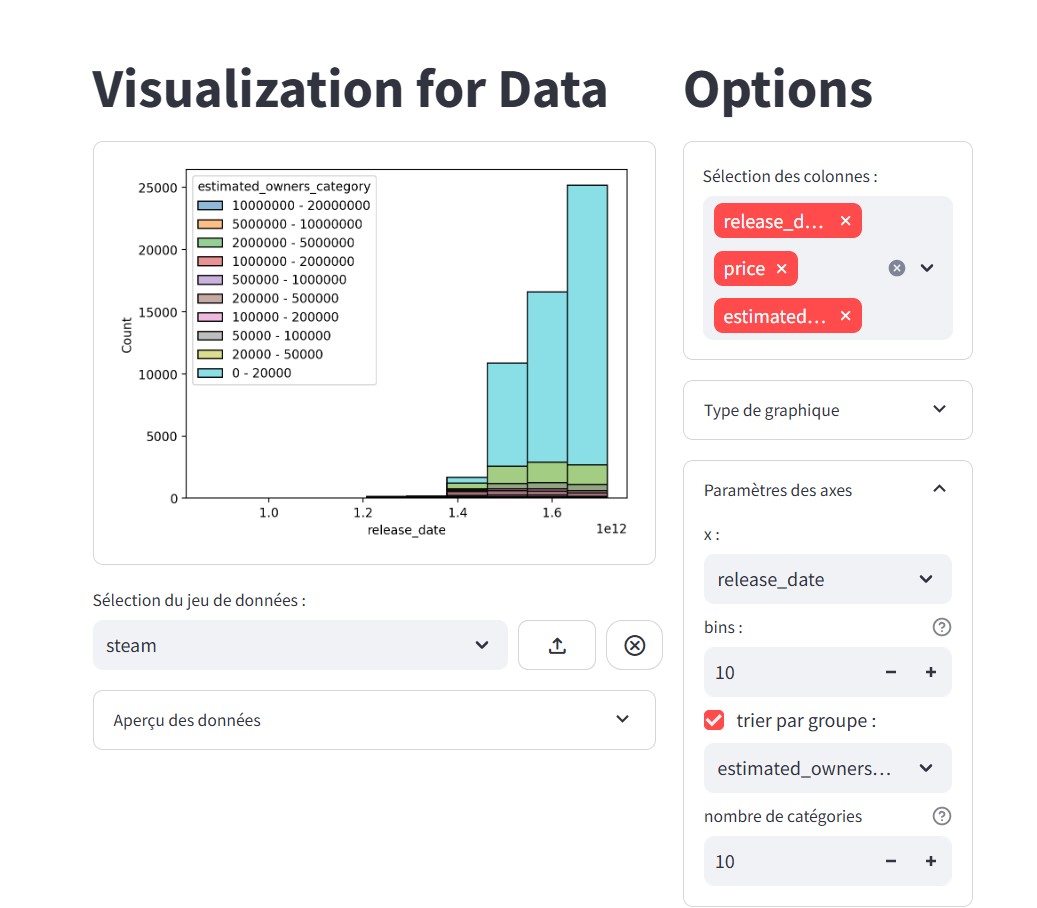 Visualization for Data
estimated_owners_category
10000000 - 20000000
5000000 - 10000000
2000000 - 5000000
1000000 - 2000000
500000 - 1000000
200000 - 500000
100000 - 200000
50000 - 100000
20000 - 50000
0 - 20000
25000
20000
15000
10000
5000
0
Count
1.0 1.2 1.4 1.6
1e12
release_date
Sélection du jeu de données :
steam
Aperçu des données
Options
Sélection des colonnes :
release_d...
price
estimated...
Type de graphique
Paramètres des axes
x :
release_date
bins :
10
trier par groupe :
estimated_owners...
nombre de catégories
10